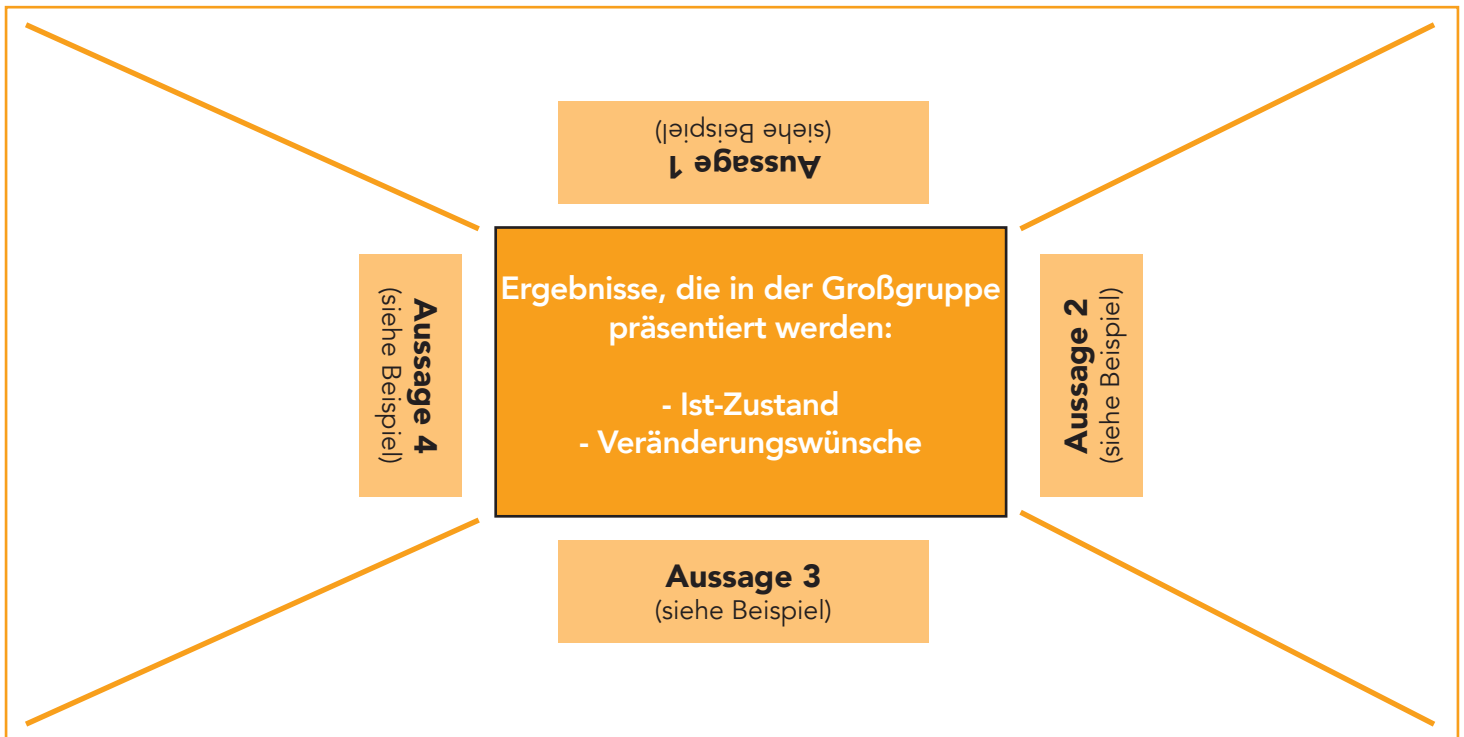 Aussage 1
(siehe Beispiel)
Ergebnisse, die in der Großgruppe
präsentiert werden:
- Ist-Zustand
- Veränderungswünsche
Aussage 4
(siehe Beispiel)
Aussage 2
(siehe Beispiel)
Aussage 3
(siehe Beispiel)